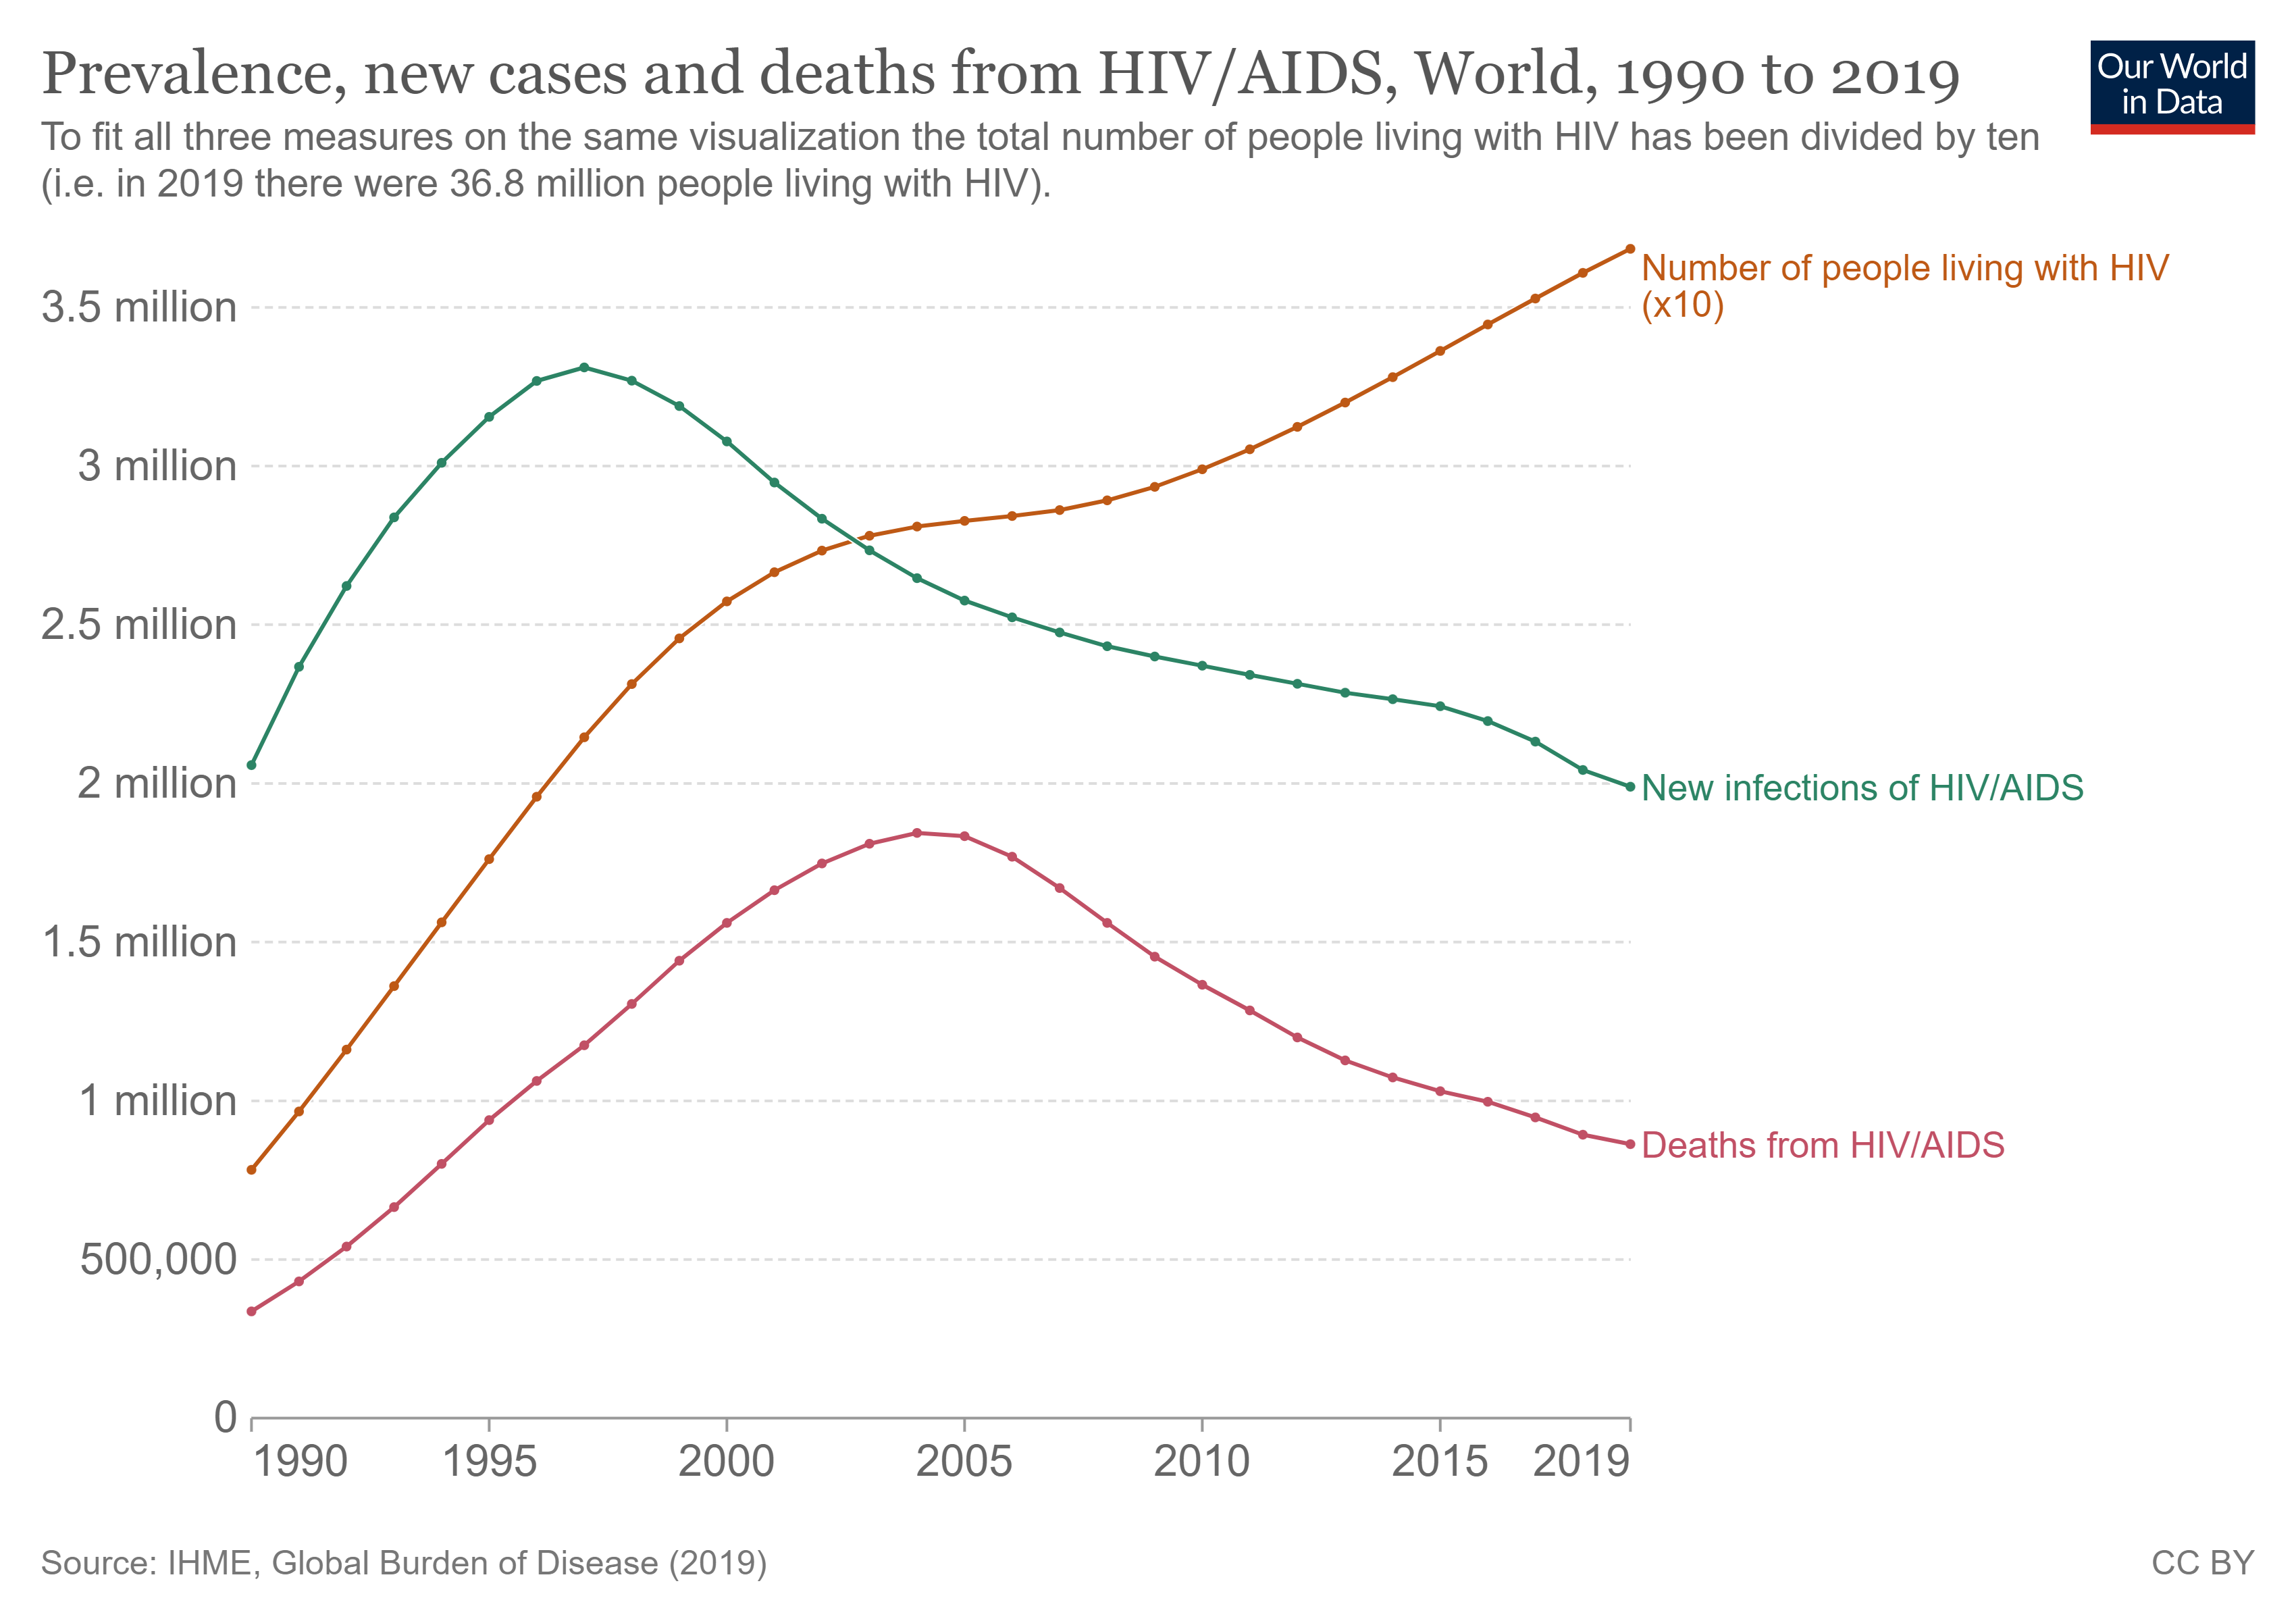 Prevalence, new cases and deaths from HIV/AIDS, World, 1990 to 2019
Our World
in Data
To fit all three measures on the same visualization the total number of people living with HIV has been divided by ten
(i.e. in 2019 there were 36.8 million people living with HIV).
3.5 million
3 million
2.5 million
2 million
1.5 million
1 million
500,000
0
Number of people living with HIV
(x10)
New infections of HIV/AIDS
Deaths from HIV/AIDS
1990 1995 2000 2005 2010 2015 2019
Source: IHME, Global Burden of Disease (2019)
CC BY